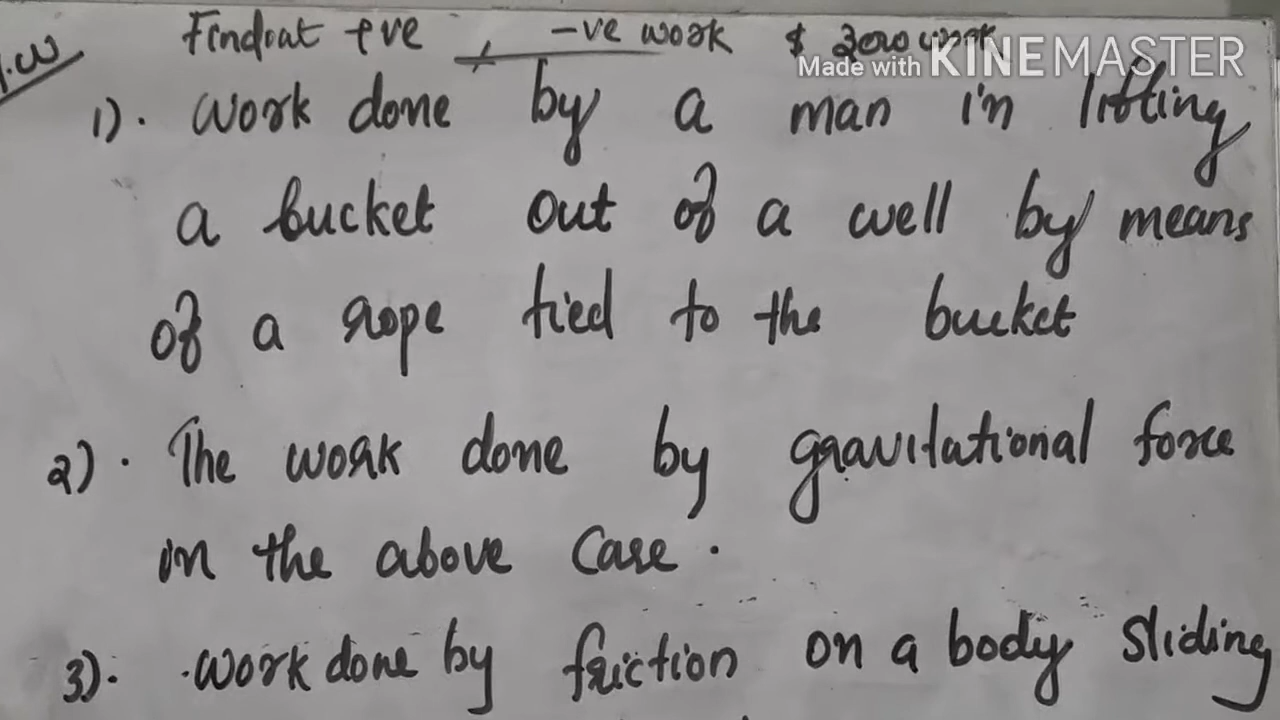 H.W
Findout +ve , -ve work & zero work
Made with KINEMASTER
1). Work done by a man in lifting
a bucket out of a well by means
of a rope tied to the bucket
2). The work done by gravitational force
in the above case.
3). Work done by friction on a body sliding